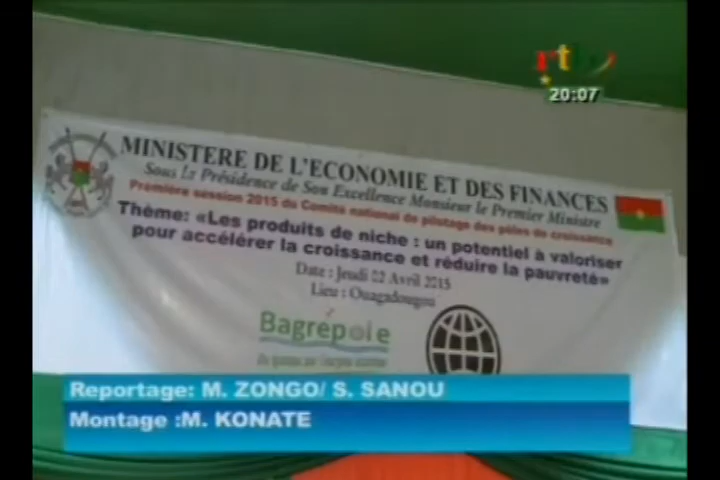 rtb
20:07
MINISTERE DE L'ECONOMIE ET DES FINANCES
Sous La Présidence de Son Excellence Monsieur le Premier Ministre
Première session 2015 du Comité national de pilotage des pôles de croissance
Thème: «Les produits de niche : un potentiel à valoriser
pour accélérer la croissance et réduire la pauvreté»
Date : Jeudi 02 Avril 2015
Lieu : Ouagadougou
Bagrépole
Reportage: M. ZONGO/ S. SANOU
Montage :M. KONATE